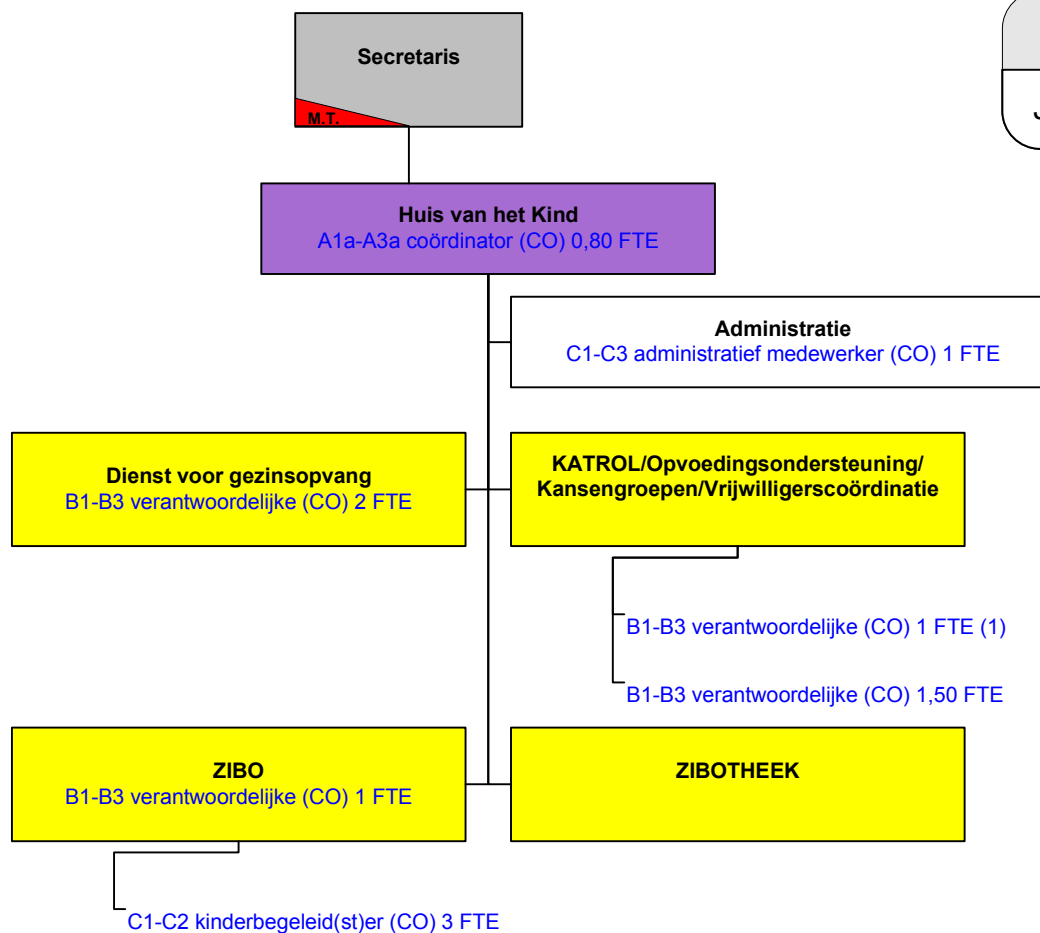 Secretaris
M.T.
Huis van het Kind
A1a-A3a coördinator (CO) 0,80 FTE
Administratie
C1-C3 administratief medewerker (CO) 1 FTE
Dienst voor gezinsopvang
B1-B3 verantwoordelijke (CO) 2 FTE
KATROL/Opvoedingsondersteuning/
Kansengroepen/Vrijwilligerscoördinatie
B1-B3 verantwoordelijke (CO) 1 FTE (1)
B1-B3 verantwoordelijke (CO) 1,50 FTE
ZIBO
B1-B3 verantwoordelijke (CO) 1 FTE
ZIBOTHEEK
C1-C2 kinderbegeleid(st)er (CO) 3 FTE